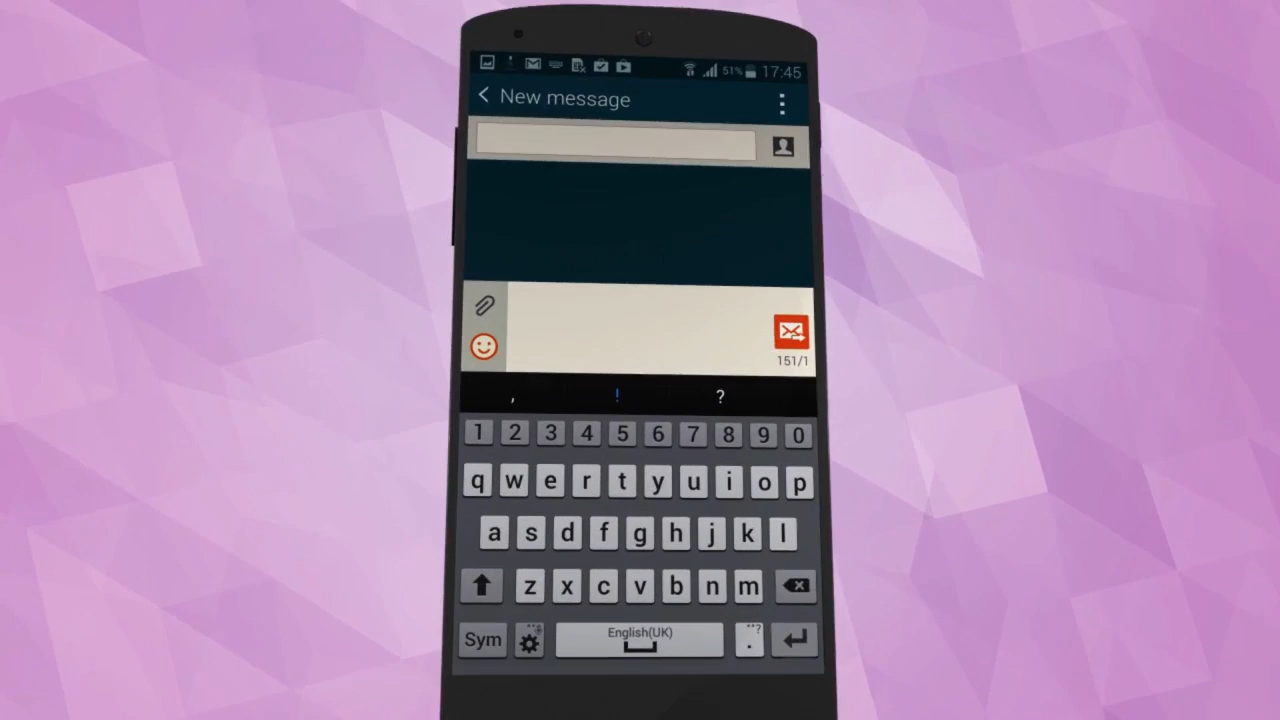 51% 17:45
New message
151/1
, ! ?
1 2 3 4 5 6 7 8 9 0
q w e r t y u i o p
a s d f g h j k l
z x c v b n m
Sym English(UK) . ?